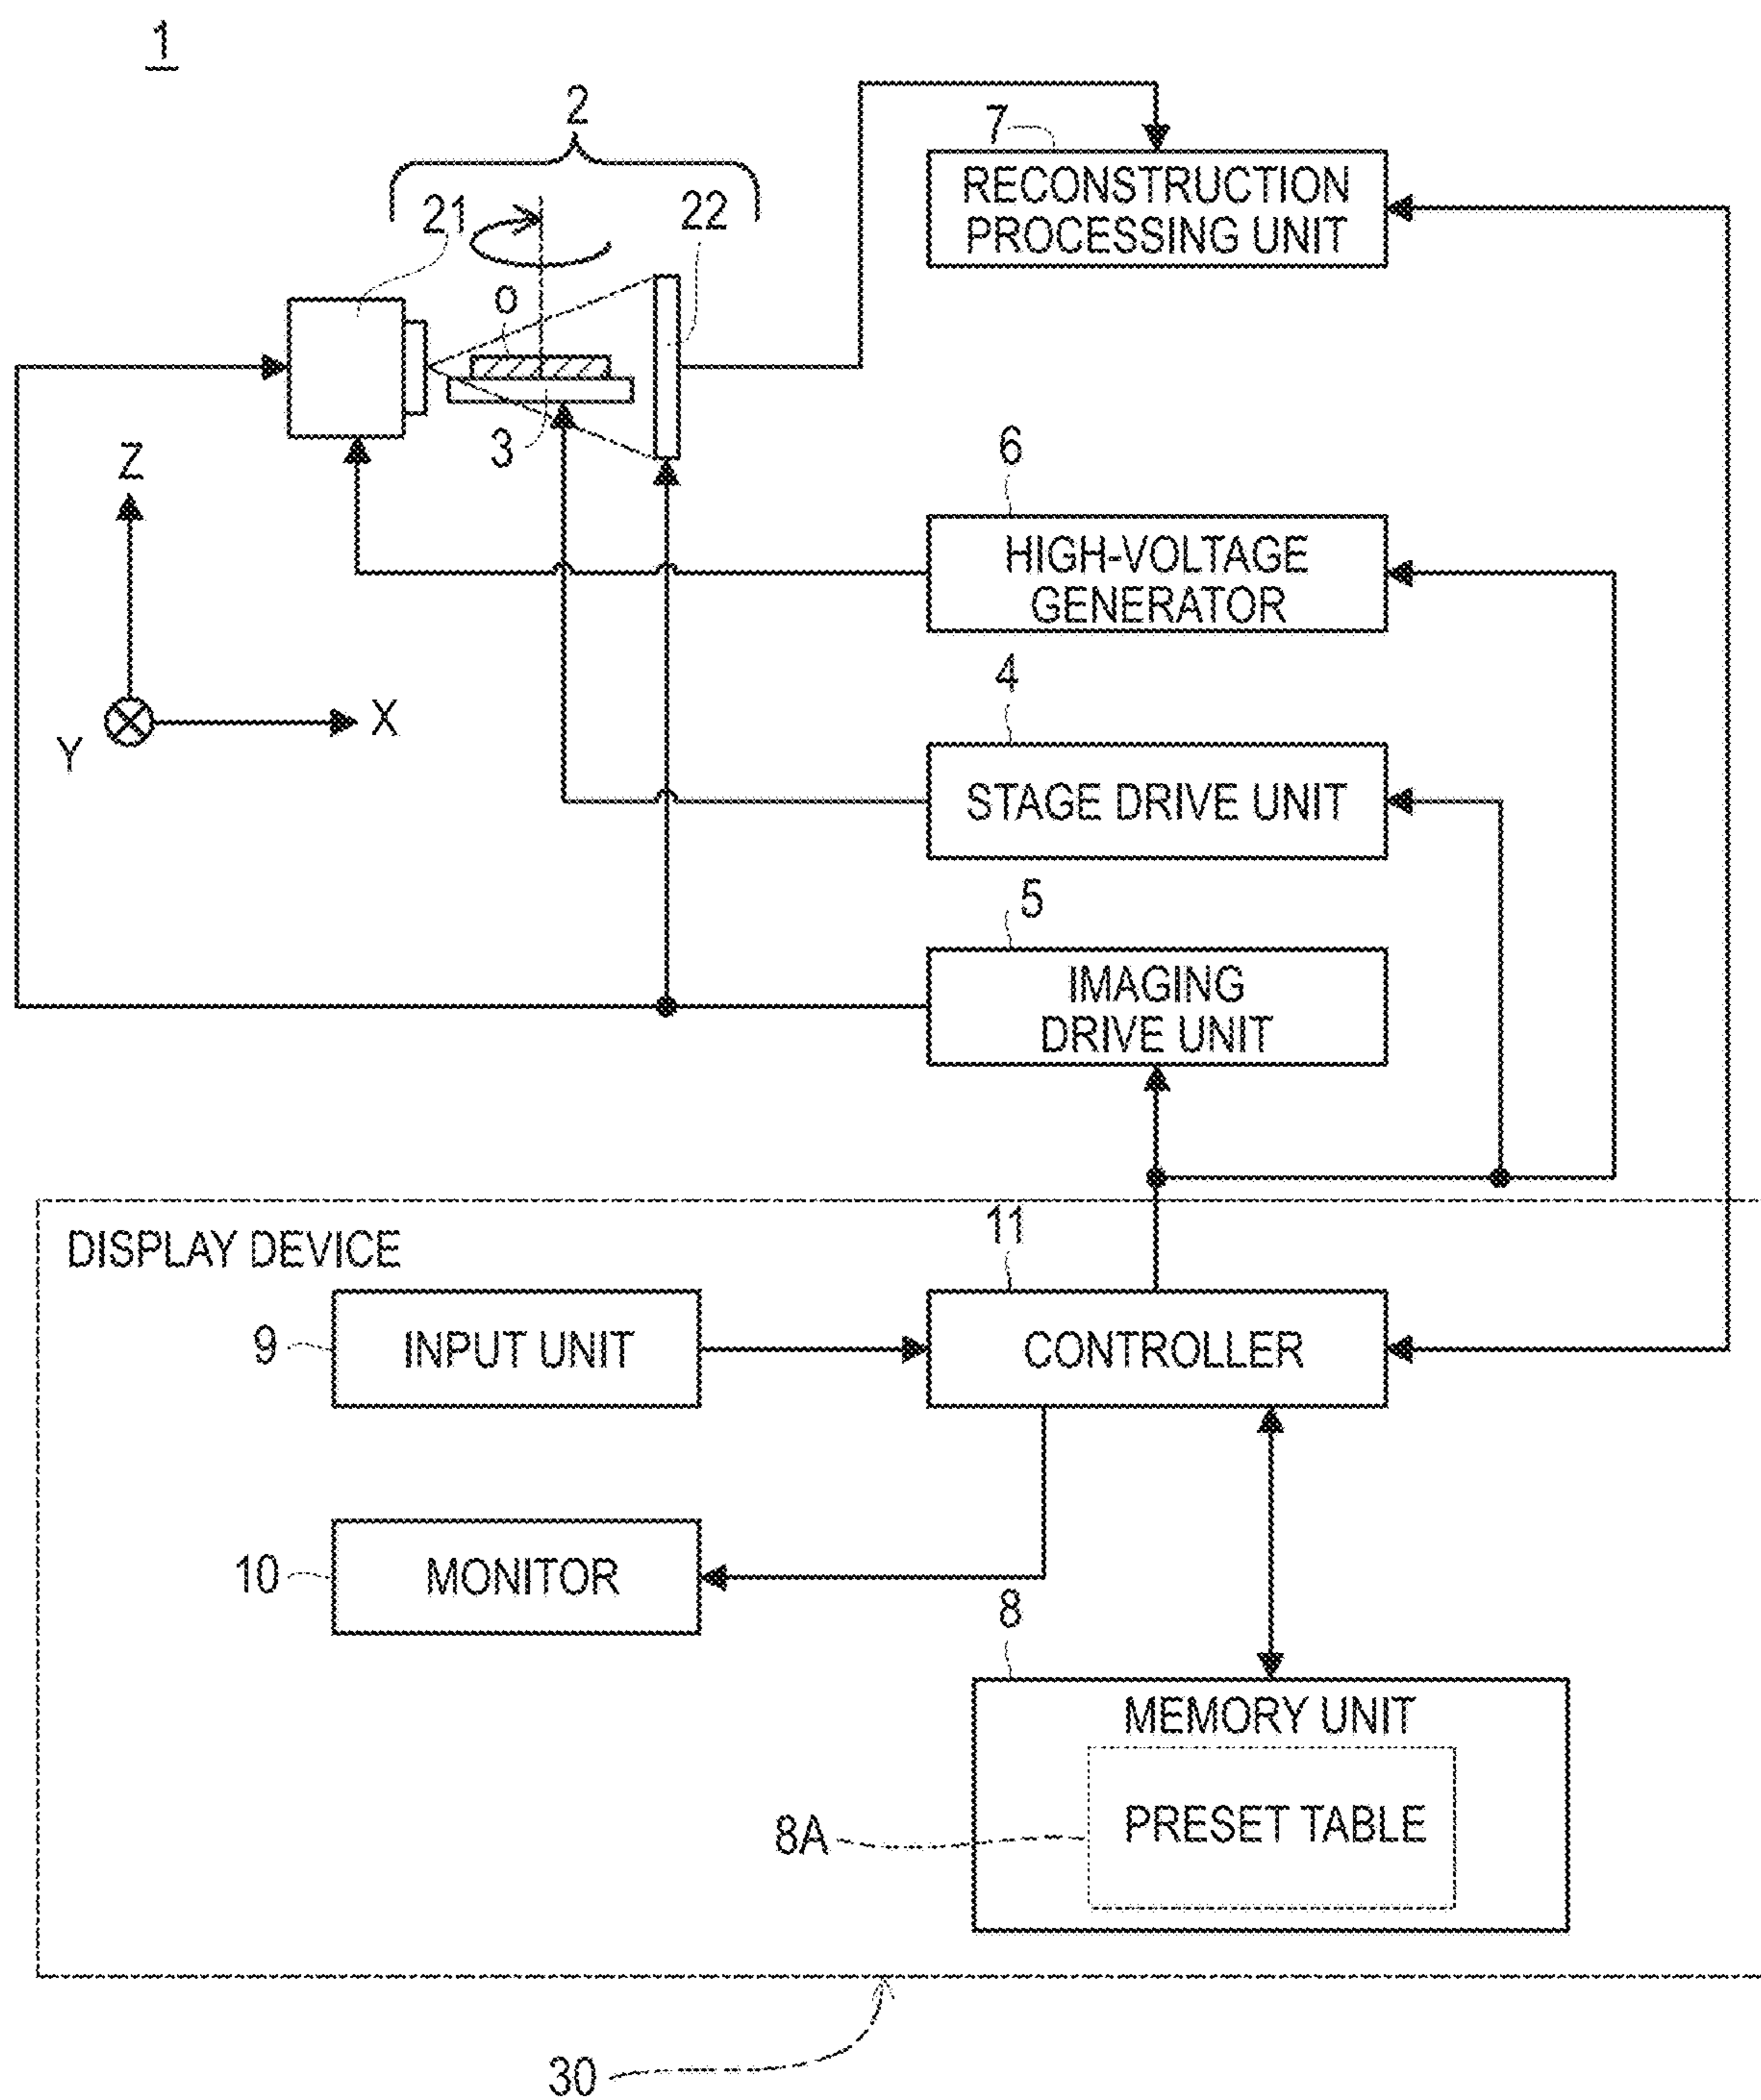 1
2
7
RECONSTRUCTION
PROCESSING UNIT
21
22
O
3
6
Z
HIGH-VOLTAGE
GENERATOR
4
X
Y
STAGE DRIVE UNIT
5
IMAGING
DRIVE UNIT
11
DISPLAY DEVICE
9
INPUT UNIT
CONTROLLER
10
MONITOR
8
MEMORY UNIT
8A
PRESET TABLE
30